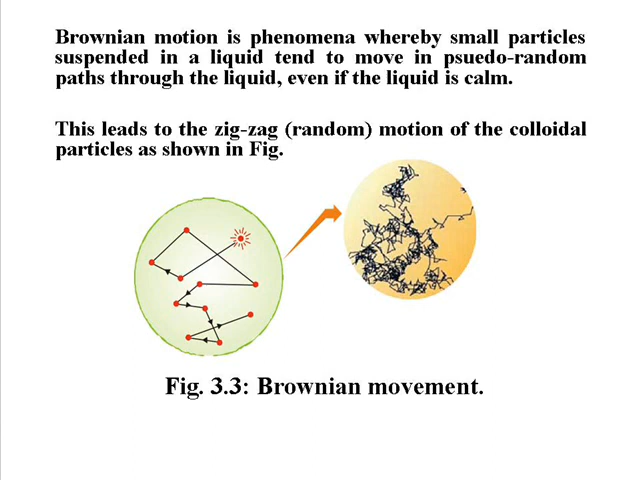 Brownian motion is phenomena whereby small particles
suspended in a liquid tend to move in psuedo-random
paths through the liquid, even if the liquid is calm.
This leads to the zig-zag (random) motion of the colloidal
particles as shown in Fig.
Fig. 3.3: Brownian movement.